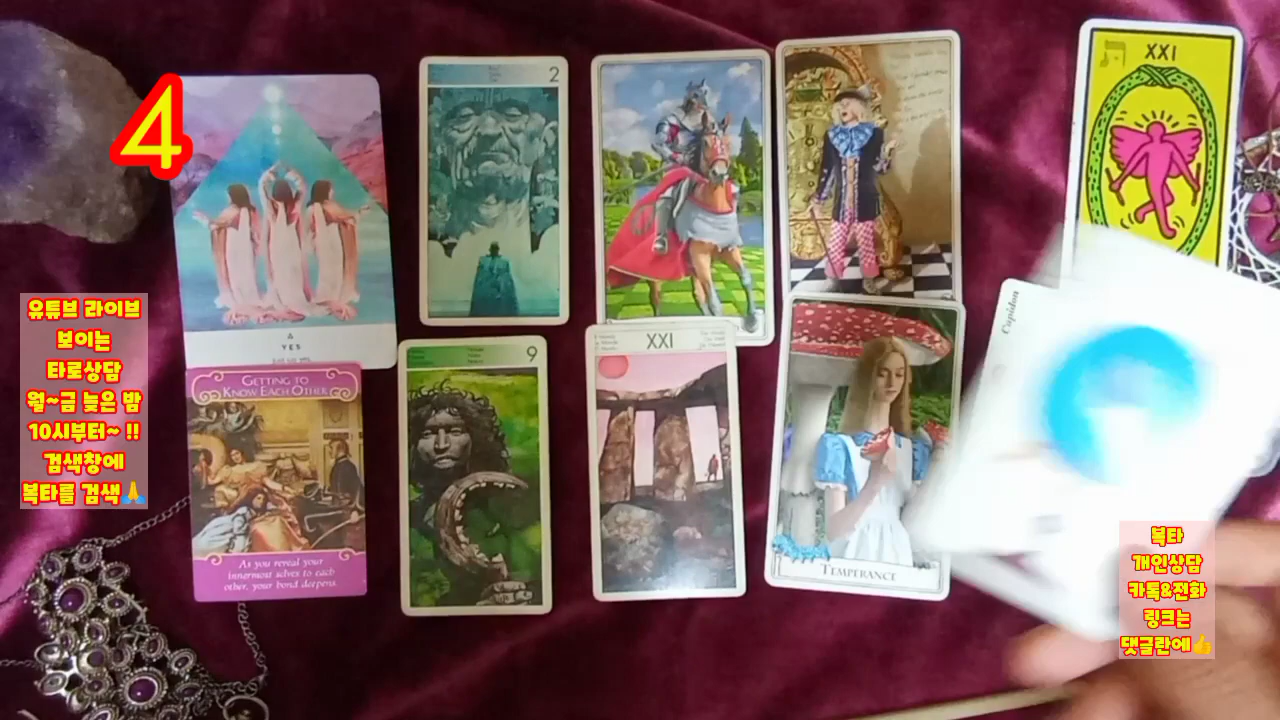 4
유튜브 라이브
보이는
타로상담
월~금 늦은 밤
10시부터~ !!
검색창에
복타를 검색🙏
YES
GETTING TO
KNOW EACH OTHER
As you reveal your
innermost selves to each
other, your bond deepens.
2
9
XXI
TEMPERANCE
XXI
Cupidon
복타
개인상담
카톡&전화
링크는
댓글란에👍